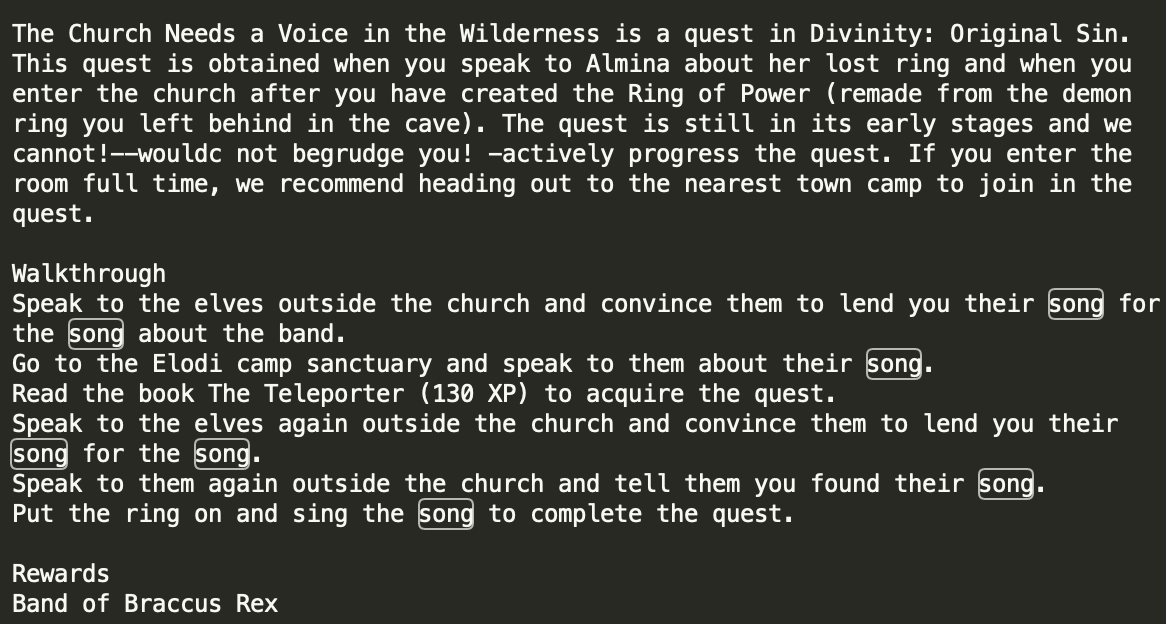 The Church Needs a Voice in the Wilderness is a quest in Divinity: Original Sin.
This quest is obtained when you speak to Almina about her lost ring and when you
enter the church after you have created the Ring of Power (remade from the demon
ring you left behind in the cave). The quest is still in its early stages and we
cannot!––wouldc not begrudge you! –actively progress the quest. If you enter the
room full time, we recommend heading out to the nearest town camp to join in the
quest.

Walkthrough
Speak to the elves outside the church and convince them to lend you their song for
the song about the band.
Go to the Elodi camp sanctuary and speak to them about their song.
Read the book The Teleporter (130 XP) to acquire the quest.
Speak to the elves again outside the church and convince them to lend you their
song for the song.
Speak to them again outside the church and tell them you found their song.
Put the ring on and sing the song to complete the quest.

Rewards
Band of Braccus Rex